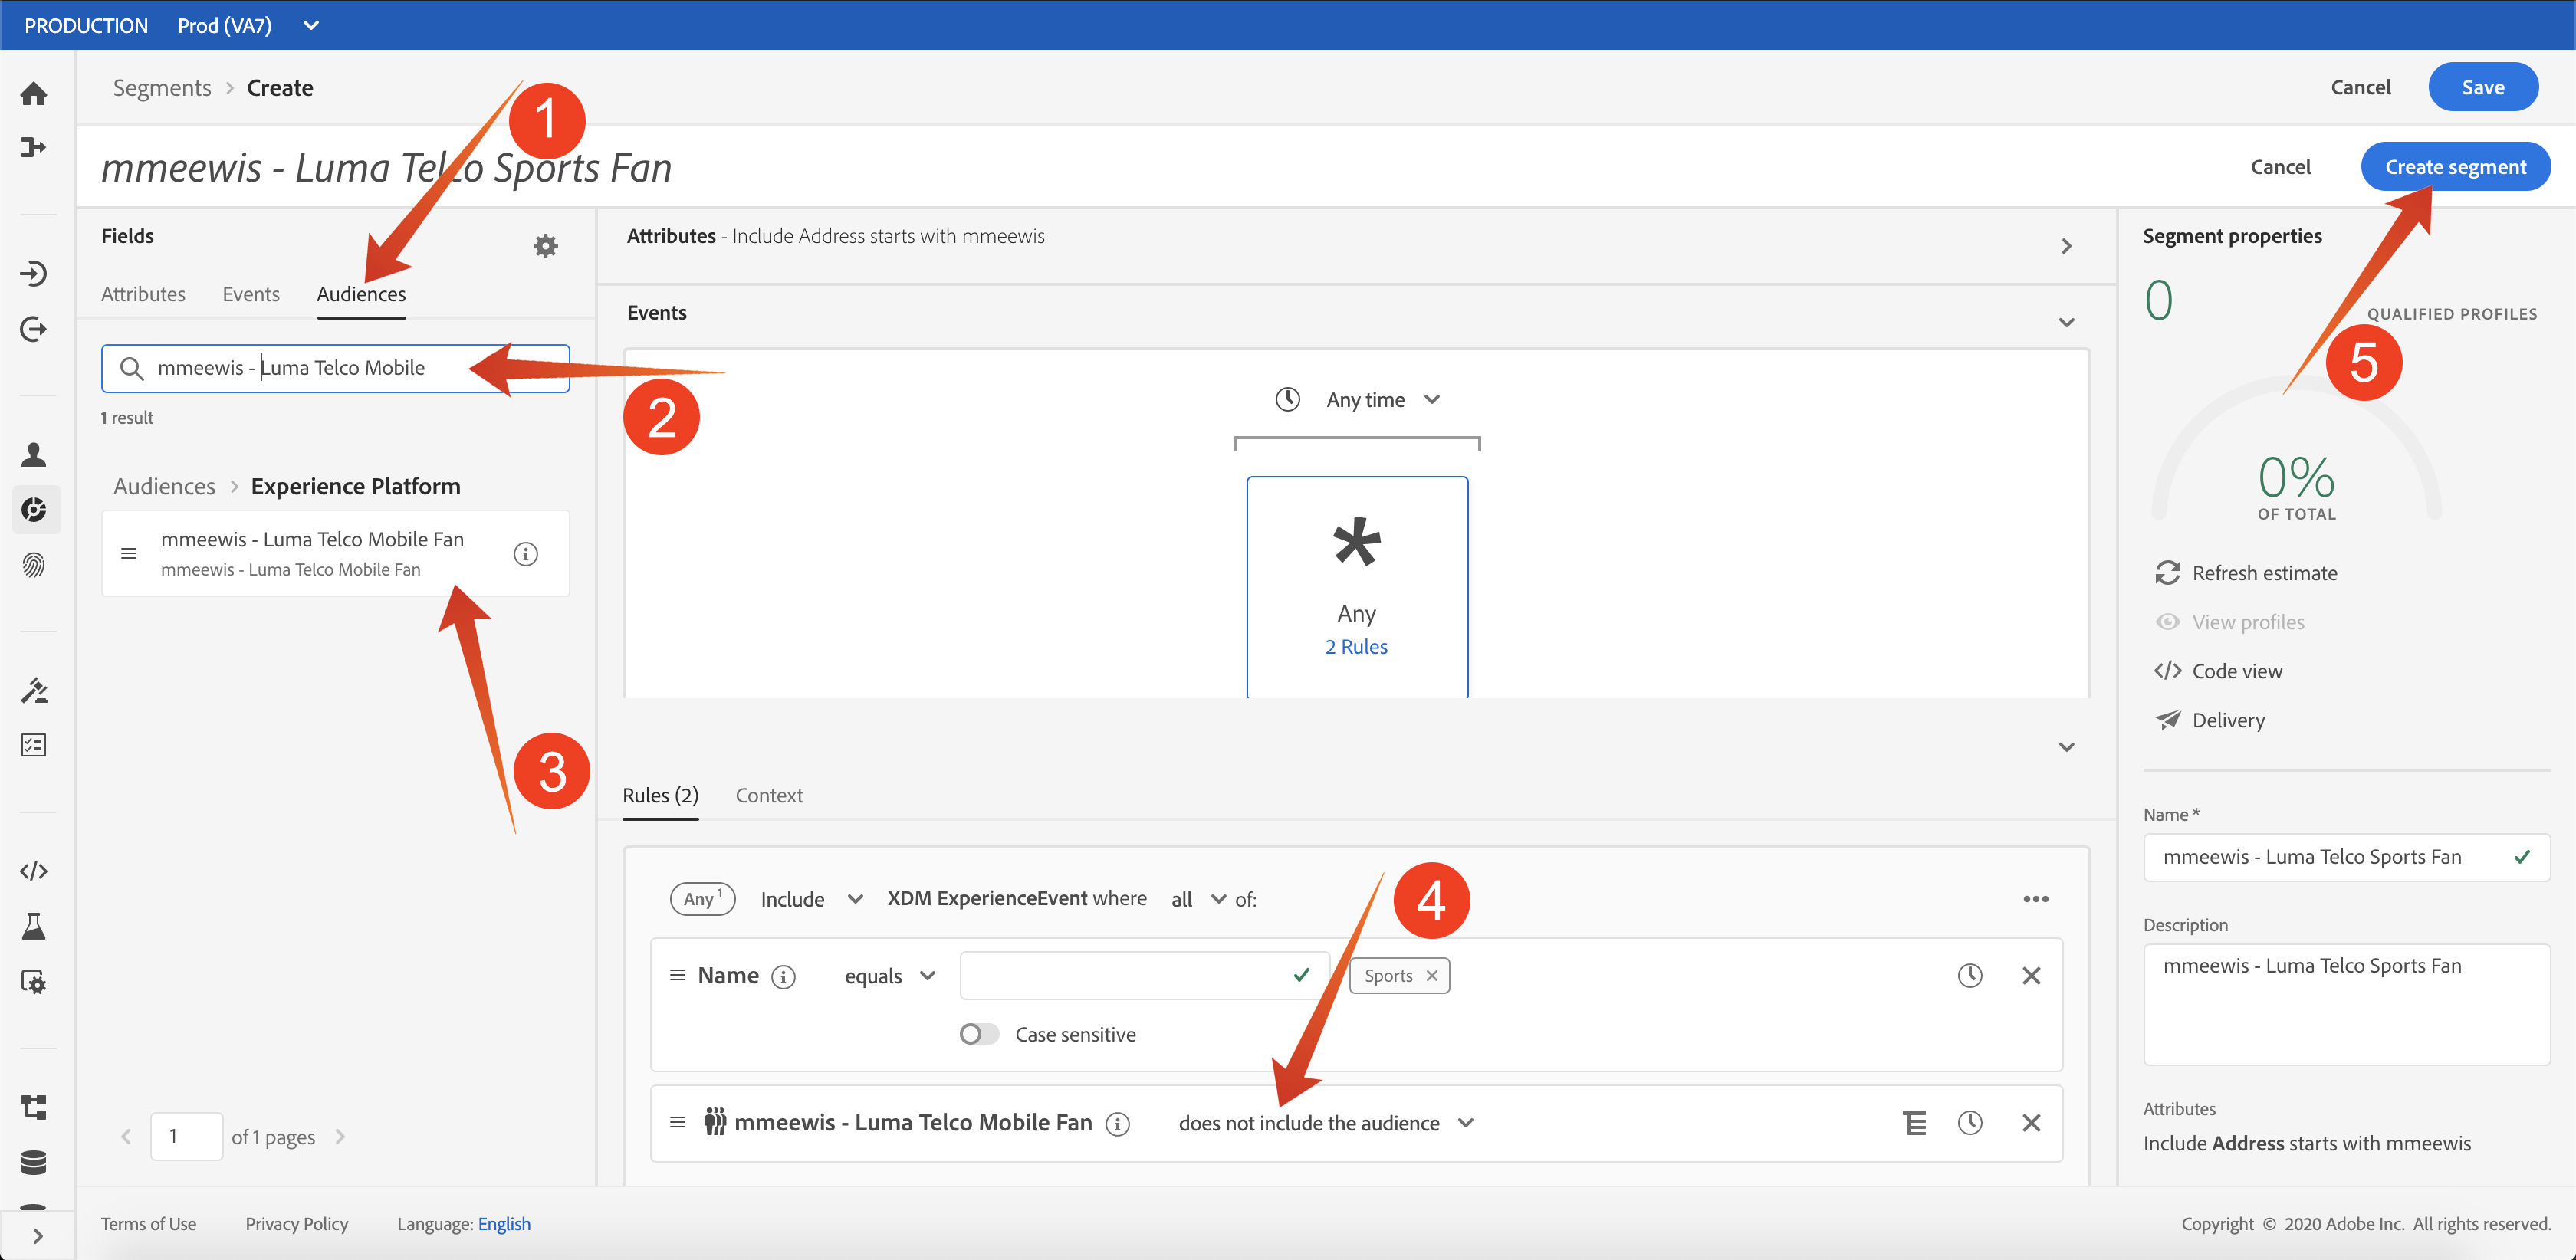 PRODUCTION Prod (VA7)
Segments > Create
Cancel Save
mmeewis - Luma Telco Sports Fan
Cancel Create segment
1
Fields
Attributes Events Audiences
mmeewis - Luma Telco Mobile
2
1 result
Audiences > Experience Platform
mmeewis - Luma Telco Mobile Fan
mmeewis - Luma Telco Mobile Fan
3
of 1 pages
1
Attributes - Include Address starts with mmeewis
Events
Any time
*
Any
2 Rules
Rules (2) Context
4
Any 1 Include XDM ExperienceEvent where all of:
Name equals Sports
Case sensitive
mmeewis - Luma Telco Mobile Fan does not include the audience
Segment properties
0
QUALIFIED PROFILES
5
0%
OF TOTAL
Refresh estimate
View profiles
Code view
Delivery
Name *
mmeewis - Luma Telco Sports Fan
Description
mmeewis - Luma Telco Sports Fan
Attributes
Include Address starts with mmeewis
Terms of Use Privacy Policy Language: English
Copyright © 2020 Adobe Inc. All rights reserved.